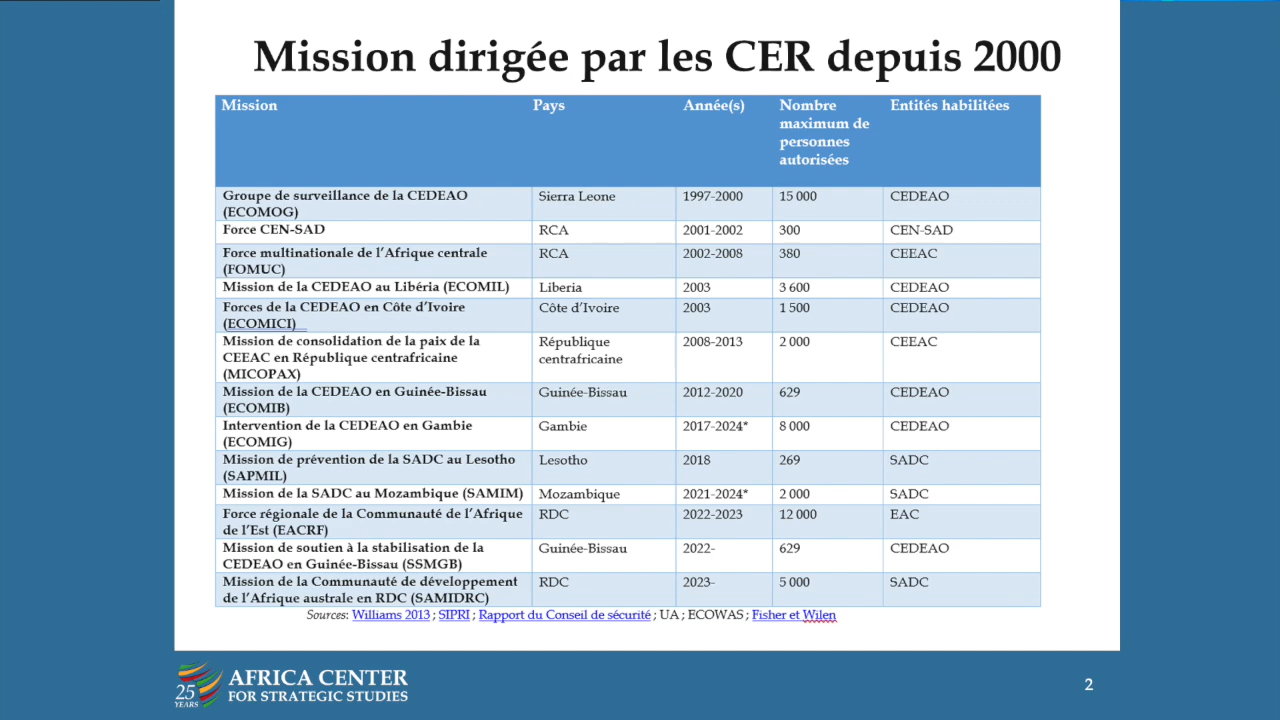 Mission dirigée par les CER depuis 2000
Mission Pays Année(s) Nombre maximum de personnes autorisées Entités habilitées
Groupe de surveillance de la CEDEAO (ECOMOG) Sierra Leone 1997-2000 15 000 CEDEAO
Force CEN-SAD RCA 2001-2002 300 CEN-SAD
Force multinationale de l'Afrique centrale (FOMUC) RCA 2002-2008 380 CEEAC
Mission de la CEDEAO au Libéria (ECOMIL) Liberia 2003 3 600 CEDEAO
Forces de la CEDEAO en Côte d'Ivoire (ECOMICI) Côte d'Ivoire 2003 1 500 CEDEAO
Mission de consolidation de la paix de la CEEAC en République centrafricaine (MICOPAX) République centrafricaine 2008-2013 2 000 CEEAC
Mission de la CEDEAO en Guinée-Bissau (ECOMIB) Guinée-Bissau 2012-2020 629 CEDEAO
Intervention de la CEDEAO en Gambie (ECOMIG) Gambie 2017-2024* 8 000 CEDEAO
Mission de prévention de la SADC au Lesotho (SAPMIL) Lesotho 2018 269 SADC
Mission de la SADC au Mozambique (SAMIM) Mozambique 2021-2024* 2 000 SADC
Force régionale de la Communauté de l'Afrique de l'Est (EACRF) RDC 2022-2023 12 000 EAC
Mission de soutien à la stabilisation de la CEDEAO en Guinée-Bissau (SSMGB) Guinée-Bissau 2022- 629 CEDEAO
Mission de la Communauté de développement de l'Afrique australe en RDC (SAMIDRC) RDC 2023- 5 000 SADC
Sources: Williams 2013 ; SIPRI ; Rapport du Conseil de sécurité ; UA ; ECOWAS ; Fisher et Wilen
25 YEARS
AFRICA CENTER
FOR STRATEGIC STUDIES
2